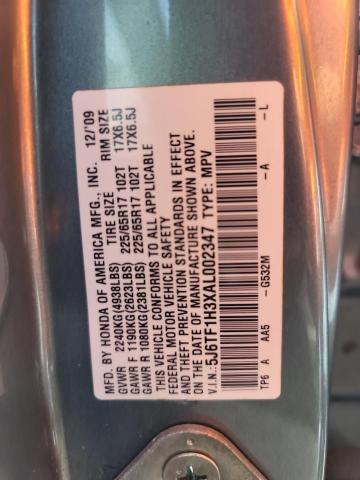 MFD. BY HONDA OF AMERICA MFG., INC. 12/'09
TIRE SIZE RIM SIZE
GVWR 2240KG(4938LBS)
GAWR F 1190KG(2623LBS) 225/65R17 102T 17X6.5J
GAWR R 1080KG(2381LBS) 225/65R17 102T 17X6.5J
THIS VEHICLE CONFORMS TO ALL APPLICABLE
FEDERAL MOTOR VEHICLE SAFETY
AND THEFT PREVENTION STANDARDS IN EFFECT
ON THE DATE OF MANUFACTURE SHOWN ABOVE.
V.I.N.: 5J6TF1H3XAL002347 TYPE: MPV
-G532M -A -L
TP6 A AA5